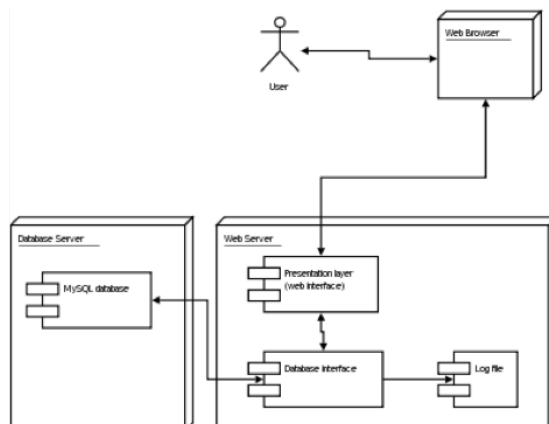 Web Browser
User
Database Server
Web Server
MySQL database
Presentation layer
(web interface)
Database Interface
Log file